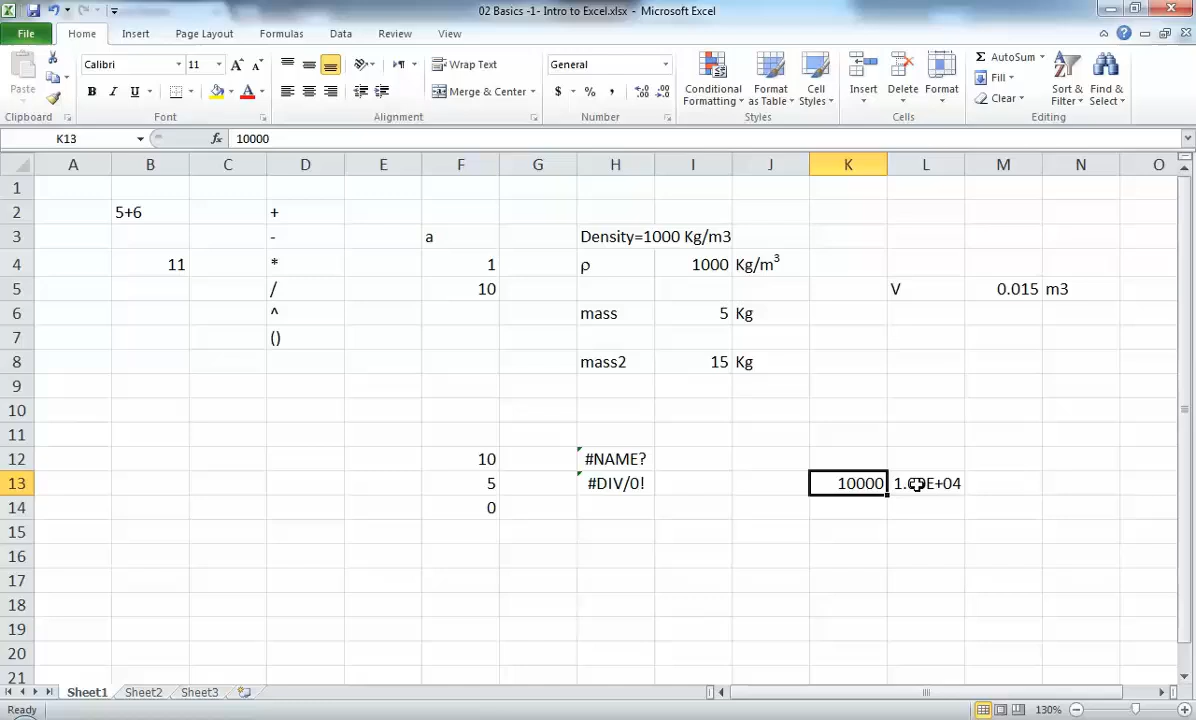 02 Basics -1- Intro to Excel.xlsx - Microsoft Excel
File Home Insert Page Layout Formulas Data Review View
Calibri 11 Wrap Text General AutoSum
Paste Conditional Formatting Format as Table Cell Styles Insert Delete Format Fill Sort & Filter Find & Select
B I U Merge & Center $ % , Clear
Clipboard Font Alignment Number Styles Cells Editing
K13 fx 10000
A B C D E F G H I J K L M N O
1
2 5+6 +
3 - a Density=1000 Kg/m3
4 11 * 1 ρ 1000 Kg/m³
5 / 10 V 0.015 m3
6 ^ mass 5 Kg
7 ()
8 mass2 15 Kg
9
10
11
12 10 #NAME?
13 5 #DIV/0! 10000 1.00E+04
14 0
15
16
17
18
19
20
21
Sheet1 Sheet2 Sheet3
Ready 130%